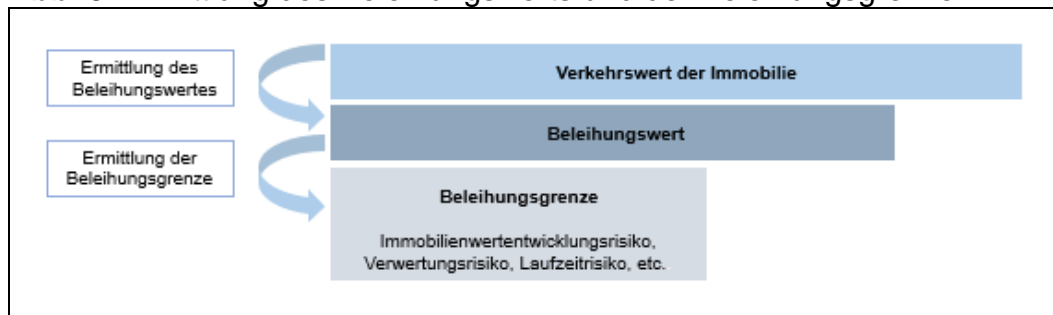 Ermittlung des
Beleihungswertes
Verkehrswert der Immobilie
Beleihungswert
Ermittlung der
Beleihungsgrenze
Beleihungsgrenze
Immobilienwertentwicklungsrisiko,
Verwertungsrisiko, Laufzeitrisiko, etc.